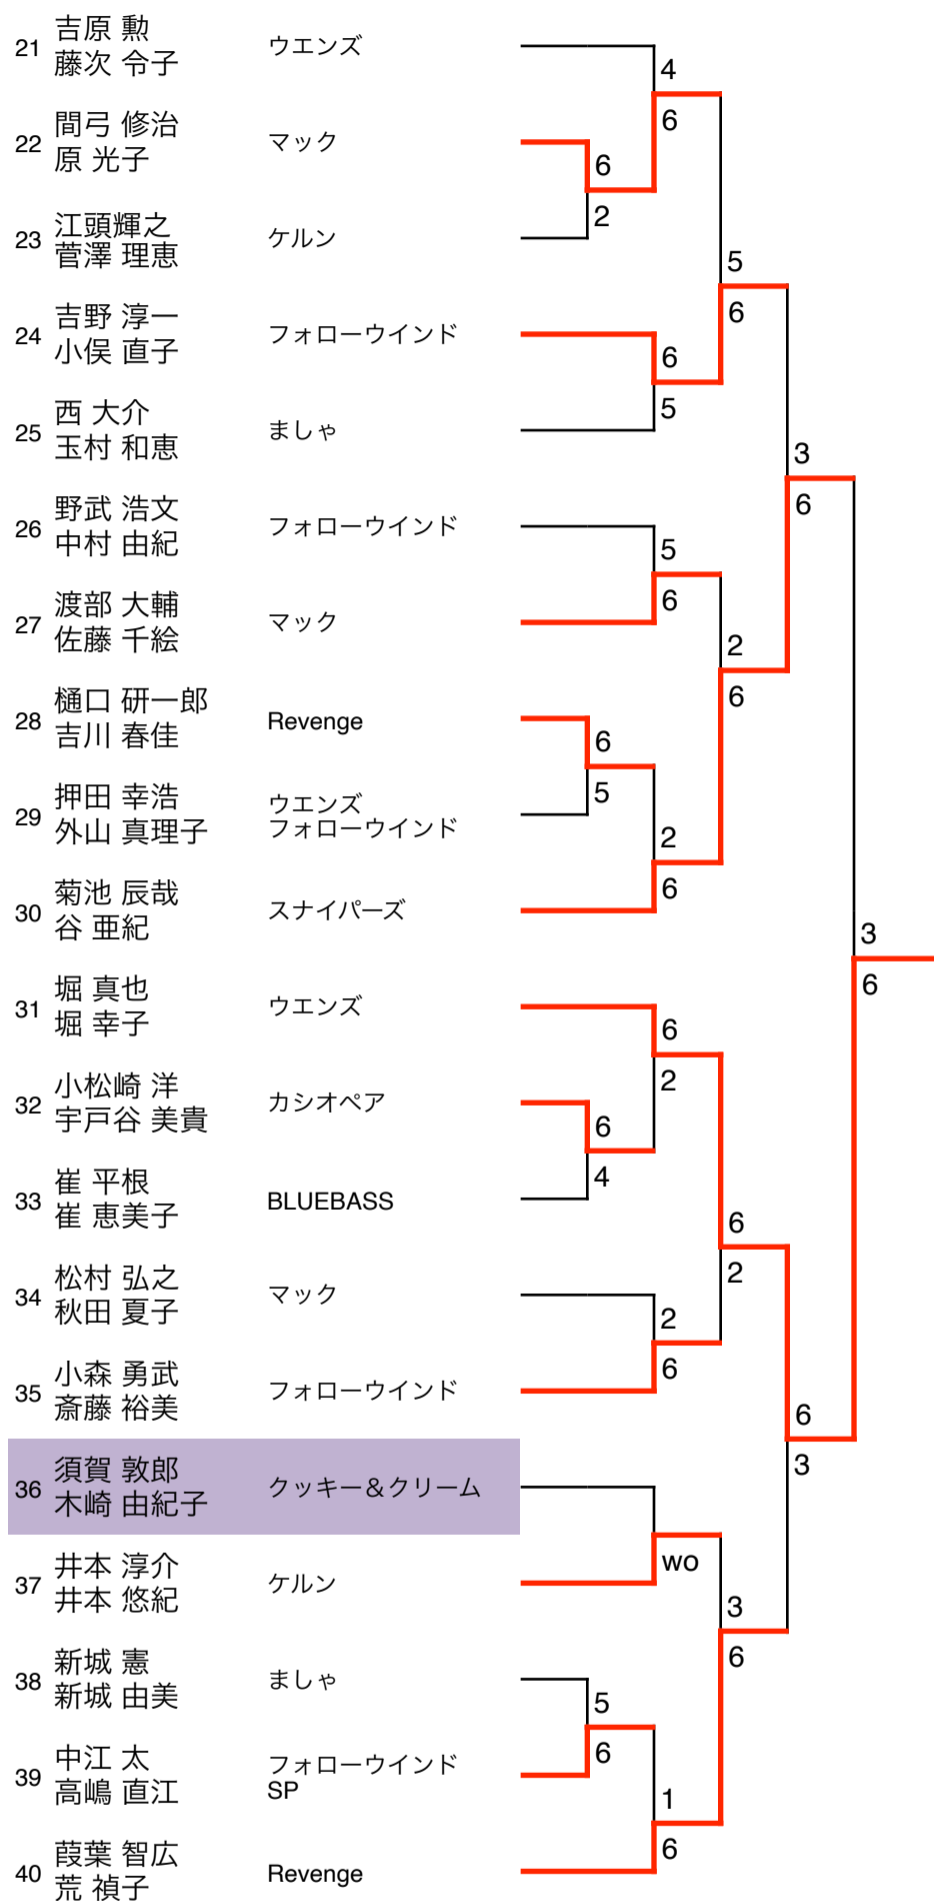 21 吉原 勲 ウエンズ
藤次 令子
4
6
22 間弓 修治 マック
原 光子
6
2
23 江頭輝之 ケルン
菅澤 理恵
5
6
24 吉野 淳一 フォローウインド
小俣 直子
6
5
25 西 大介 ましゃ
玉村 和恵
3
6
26 野武 浩文 フォローウインド
中村 由紀
5
6
27 渡部 大輔 マック
佐藤 千絵
2
6
28 樋口 研一郎 Revenge
吉川 春佳
6
5
29 押田 幸浩 ウエンズ
外山 真理子 フォローウインド
2
6
30 菊池 辰哉 スナイパーズ
谷 亜紀
3
6
31 堀 真也 ウエンズ
堀 幸子
6
2
32 小松崎 洋 カシオペア
宇戸谷 美貴
6
4
33 崔 平根 BLUEBASS
崔 恵美子
6
2
34 松村 弘之 マック
秋田 夏子
2
6
35 小森 勇武 フォローウインド
斎藤 裕美
6
3
36 須賀 敦郎 クッキー＆クリーム
木崎 由紀子
wo
37 井本 淳介 ケルン
井本 悠紀
3
6
38 新城 憲 ましゃ
新城 由美
5
6
39 中江 太 フォローウインド
高嶋 直江 SP
1
6
40 葭葉 智広 Revenge
荒 禎子